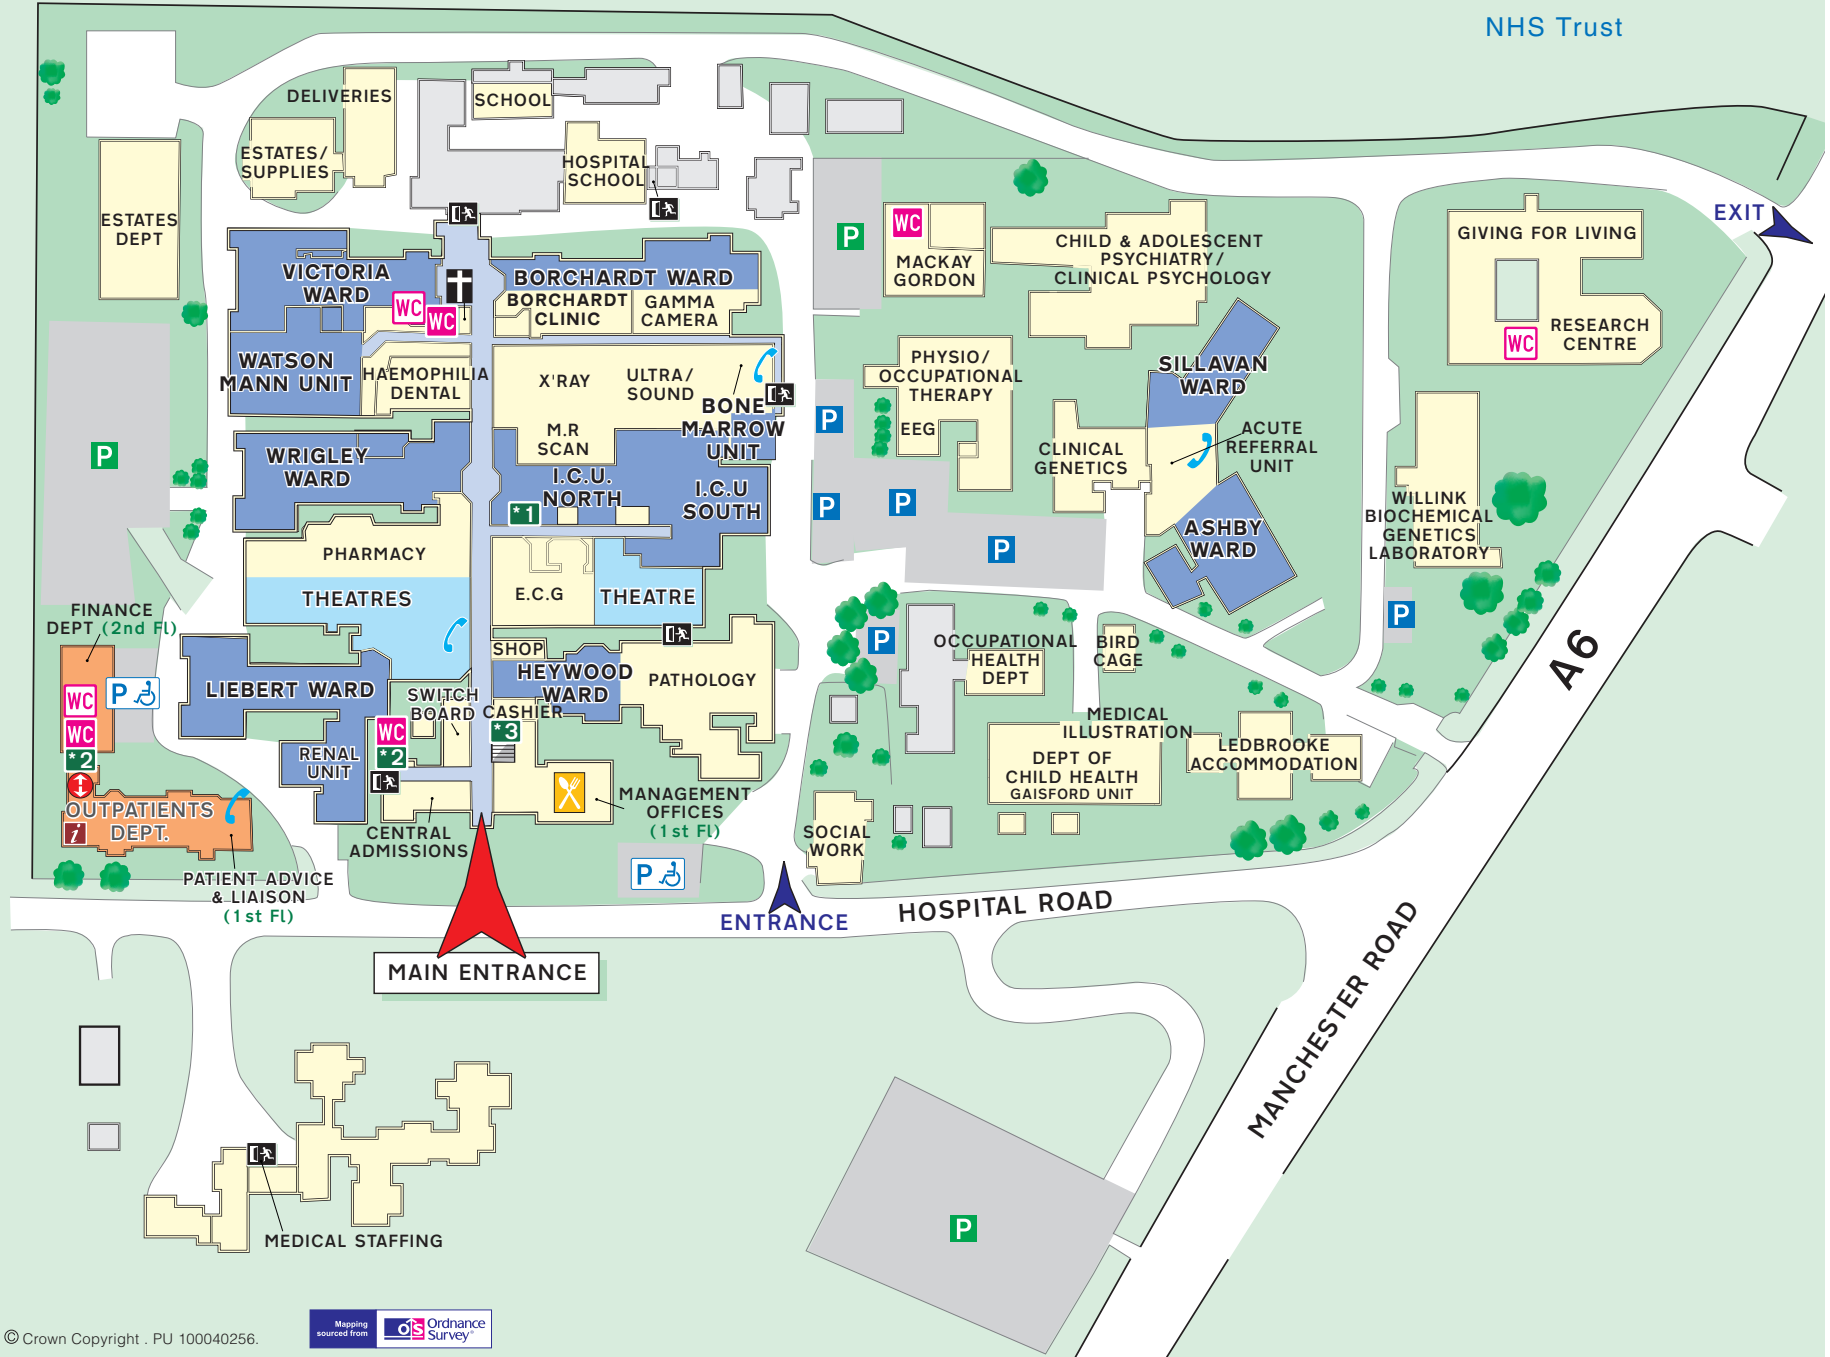 NHS Trust
DELIVERIES
SCHOOL
ESTATES/
SUPPLIES
HOSPITAL
SCHOOL
ESTATES
DEPT
P
WC
MACKAY
GORDON
CHILD & ADOLESCENT
PSYCHIATRY/
CLINICAL PSYCHOLOGY
EXIT
GIVING FOR LIVING
RESEARCH
CENTRE
WC
VICTORIA
WARD
WC
WC
BORCHARDT WARD
BORCHARDT
CLINIC
GAMMA
CAMERA
WATSON
MANN UNIT
HAEMOPHILIA
DENTAL
X'RAY
ULTRA/
SOUND
M.R
SCAN
BONE
MARROW
UNIT
PHYSIO/
OCCUPATIONAL
THERAPY
EEG
SILLAVAN
WARD
ACUTE
REFERRAL
UNIT
CLINICAL
GENETICS
P
P
P
P
P
WRIGLEY
WARD
I.C.U.
NORTH
*1
I.C.U
SOUTH
ASHBY
WARD
WILLINK
BIOCHEMICAL
GENETICS
LABORATORY
P
PHARMACY
THEATRES
E.C.G
THEATRE
FINANCE
DEPT (2nd Fl)
WC
WC
*2
P
LIEBERT WARD
SHOP
HEYWOOD
WARD
PATHOLOGY
SWITCH
BOARD
CASHIER
*3
WC
*2
RENAL
UNIT
P
OCCUPATIONAL
HEALTH
DEPT
BIRD
CAGE
MEDICAL
ILLUSTRATION
DEPT OF
CHILD HEALTH
GAISFORD UNIT
LEDBROOKE
ACCOMMODATION
A6
OUTPATIENTS
DEPT.
i
CENTRAL
ADMISSIONS
MANAGEMENT
OFFICES
(1st Fl)
SOCIAL
WORK
P
PATIENT ADVICE
& LIAISON
(1st Fl)
ENTRANCE
HOSPITAL ROAD
MAIN ENTRANCE
MANCHESTER ROAD
P
MEDICAL STAFFING
© Crown Copyright . PU 100040256.
Mapping
sourced from
OS Ordnance
Survey®